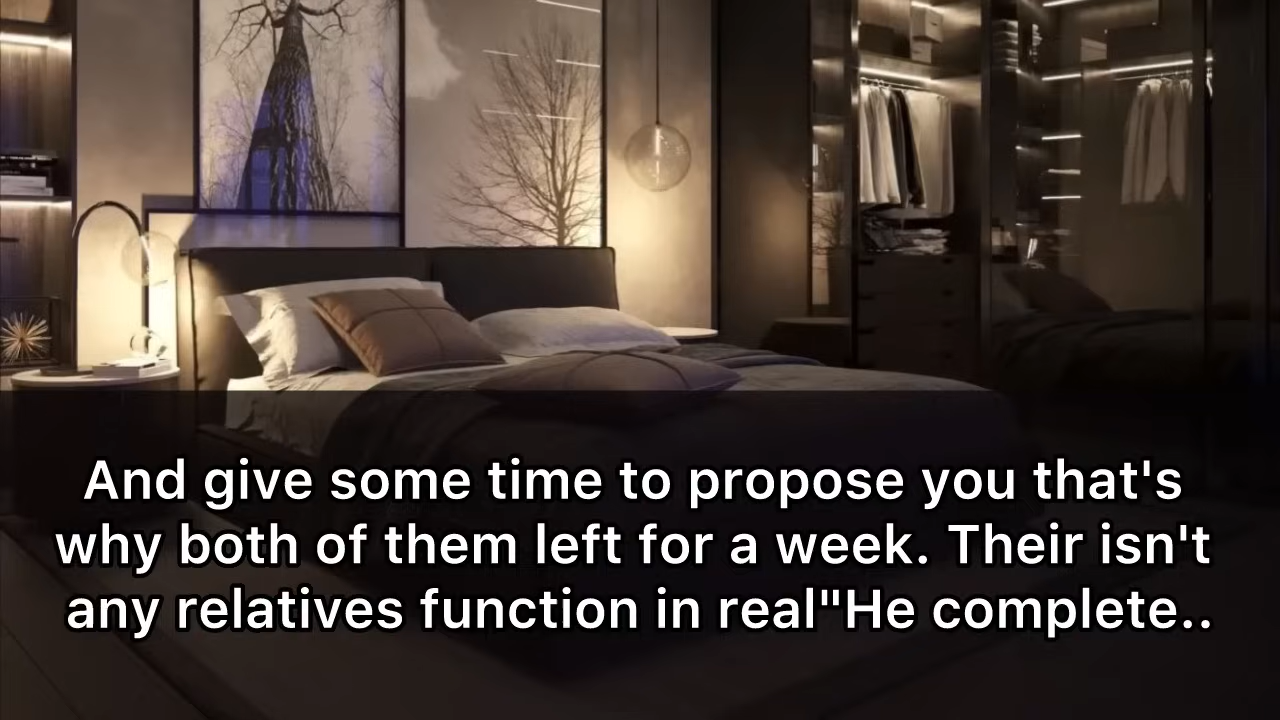 And give some time to propose you that's
why both of them left for a week. Their isn't
any relatives function in real"He complete..